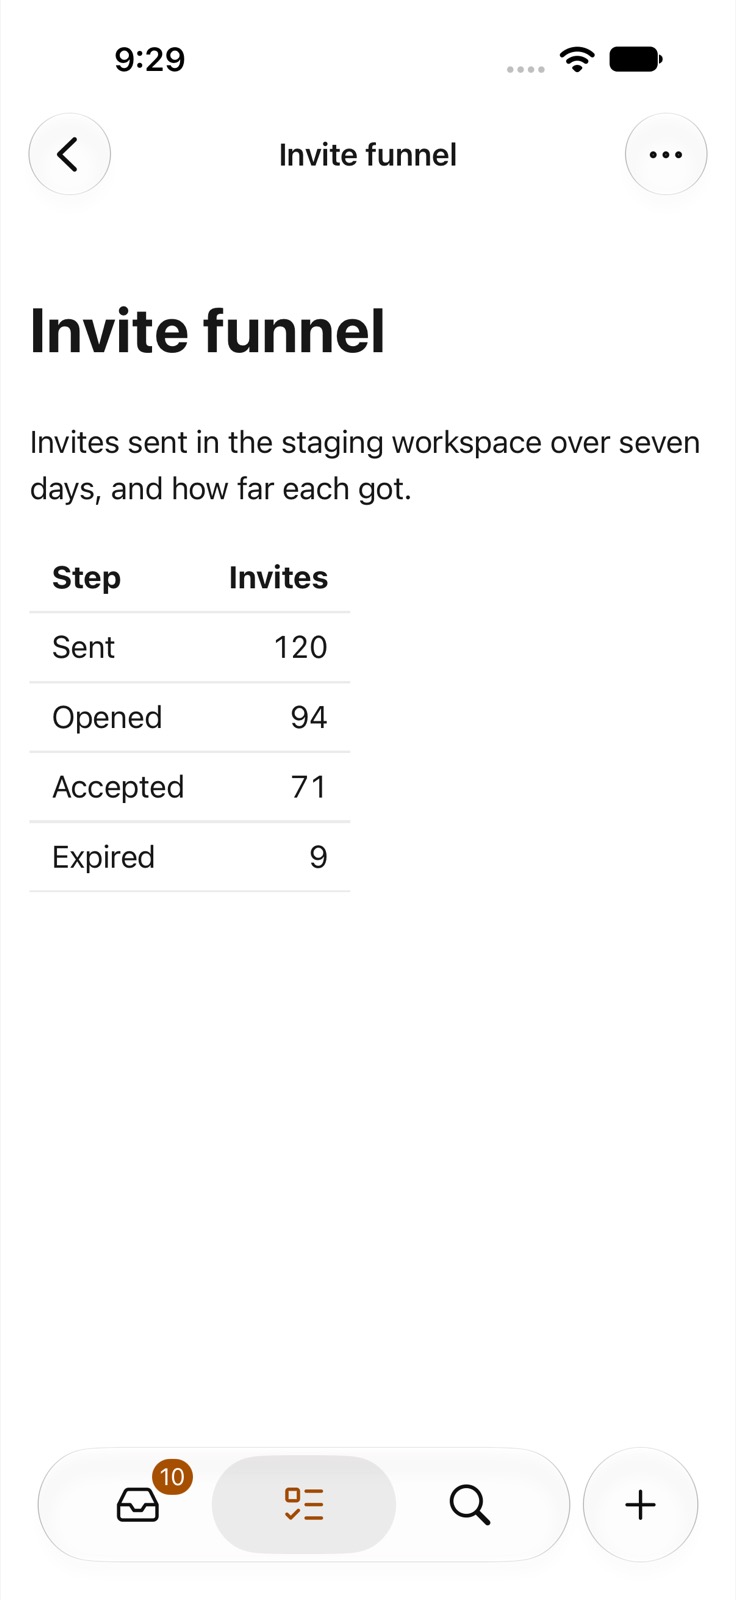 9:29
Invite funnel
Invite funnel
Invites sent in the staging workspace over seven
days, and how far each got.
Step Invites
Sent 120
Opened 94
Accepted 71
Expired 9
10